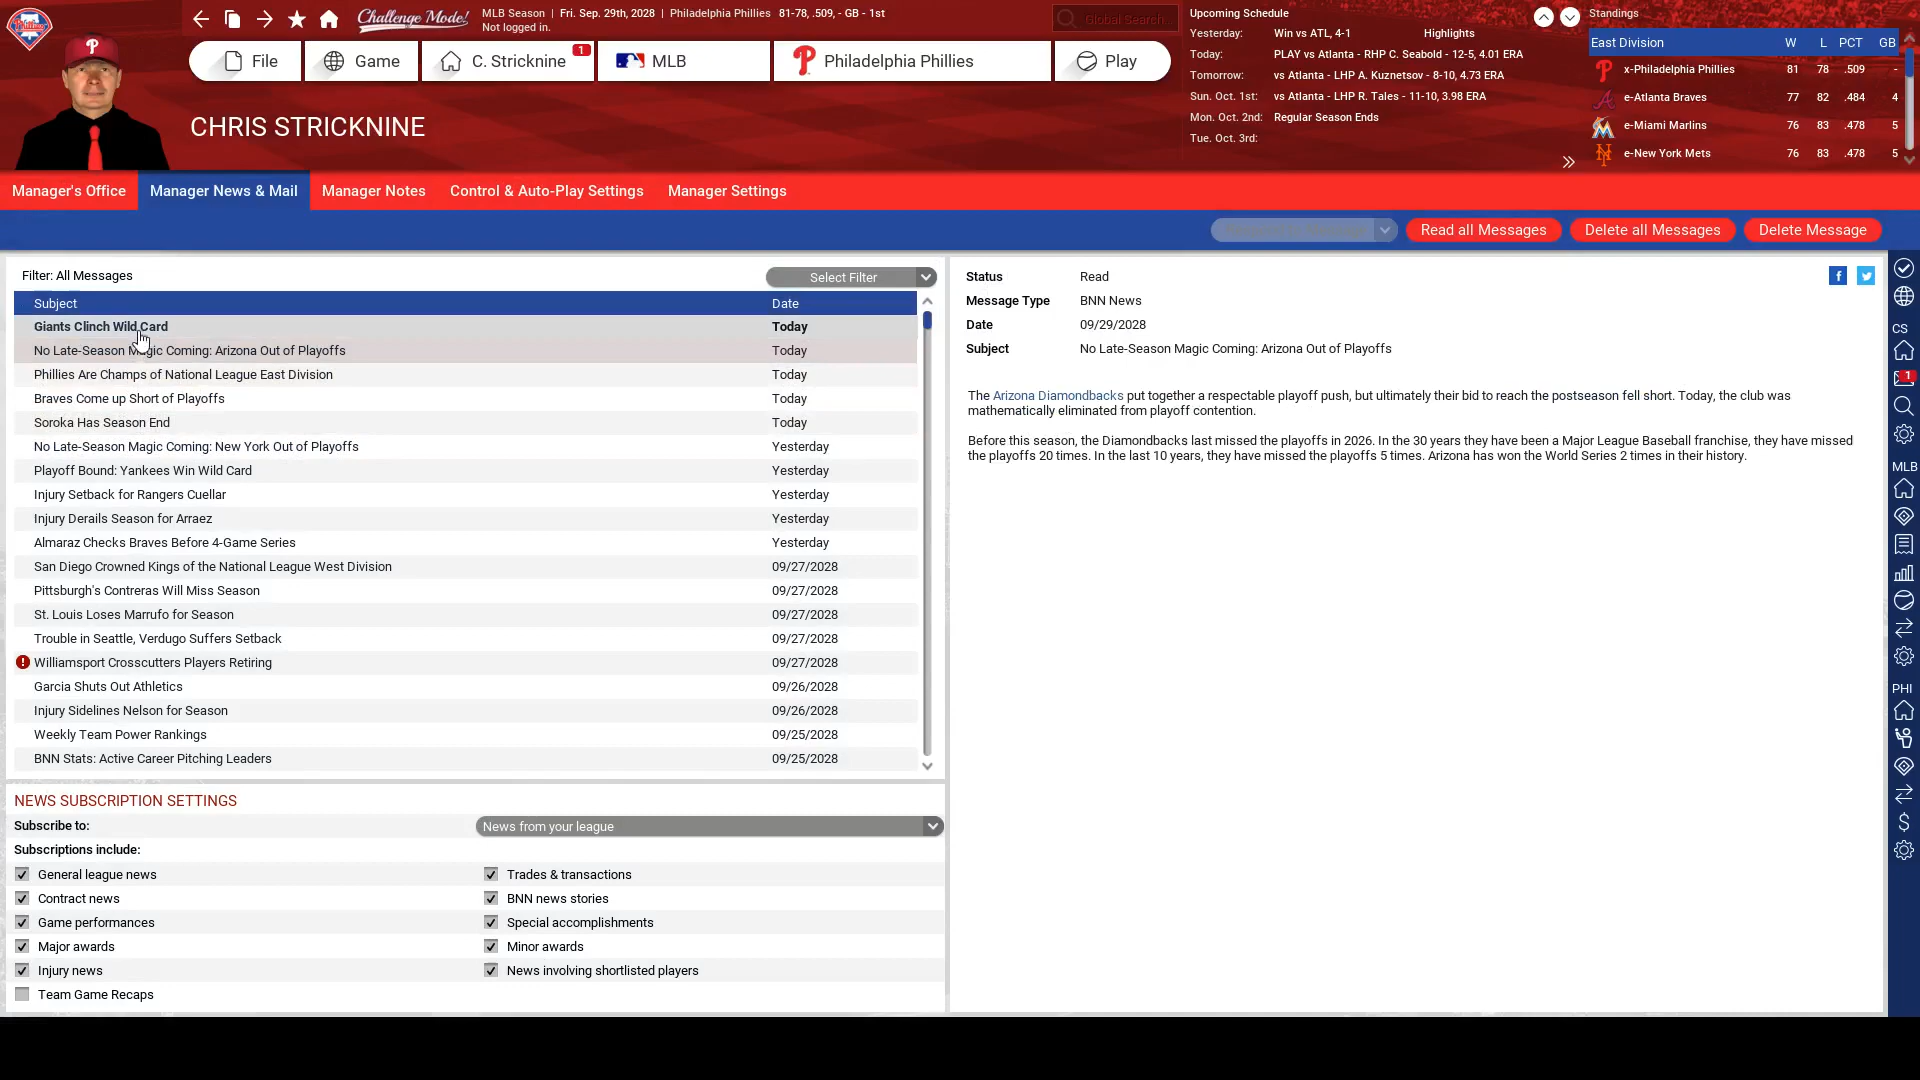 Challenge Mode!
MLB Season | Fri. Sep. 29th, 2028 | Philadelphia Phillies 81-78, .509, - GB - 1st
Not logged in.
Global Search...
File
Game
C. Stricknine
1
MLB
Philadelphia Phillies
Play
CHRIS STRICKNINE
Upcoming Schedule
Yesterday: Win vs ATL, 4-1 Highlights
Today: PLAY vs Atlanta - RHP C. Seabold - 12-5, 4.01 ERA
Tomorrow: vs Atlanta - LHP A. Kuznetsov - 8-10, 4.73 ERA
Sun. Oct. 1st: vs Atlanta - LHP R. Tales - 11-10, 3.98 ERA
Mon. Oct. 2nd: Regular Season Ends
Tue. Oct. 3rd:
Standings
East Division W L PCT GB
x-Philadelphia Phillies 81 78 .509 -
e-Atlanta Braves 77 82 .484 4
e-Miami Marlins 76 83 .478 5
e-New York Mets 76 83 .478 5
Manager's Office
Manager News & Mail
Manager Notes
Control & Auto-Play Settings
Manager Settings
Read all Messages
Delete all Messages
Delete Message
Filter: All Messages
Select Filter
Subject Date
Giants Clinch Wild Card Today
No Late-Season Magic Coming: Arizona Out of Playoffs Today
Phillies Are Champs of National League East Division Today
Braves Come up Short of Playoffs Today
Soroka Has Season End Today
No Late-Season Magic Coming: New York Out of Playoffs Yesterday
Playoff Bound: Yankees Win Wild Card Yesterday
Injury Setback for Rangers Cuellar Yesterday
Injury Derails Season for Arraez Yesterday
Almaraz Checks Braves Before 4-Game Series Yesterday
San Diego Crowned Kings of the National League West Division 09/27/2028
Pittsburgh's Contreras Will Miss Season 09/27/2028
St. Louis Loses Marrufo for Season 09/27/2028
Trouble in Seattle, Verdugo Suffers Setback 09/27/2028
Williamsport Crosscutters Players Retiring 09/27/2028
Garcia Shuts Out Athletics 09/26/2028
Injury Sidelines Nelson for Season 09/26/2028
Weekly Team Power Rankings 09/25/2028
BNN Stats: Active Career Pitching Leaders 09/25/2028
NEWS SUBSCRIPTION SETTINGS
Subscribe to: News from your league
Subscriptions include:
General league news Trades & transactions
Contract news BNN news stories
Game performances Special accomplishments
Major awards Minor awards
Injury news News involving shortlisted players
Team Game Recaps
Status Read
Message Type BNN News
Date 09/29/2028
Subject No Late-Season Magic Coming: Arizona Out of Playoffs
The Arizona Diamondbacks put together a respectable playoff push, but ultimately their bid to reach the postseason fell short. Today, the club was
mathematically eliminated from playoff contention.
Before this season, the Diamondbacks last missed the playoffs in 2026. In the 30 years they have been a Major League Baseball franchise, they have missed
the playoffs 20 times. In the last 10 years, they have missed the playoffs 5 times. Arizona has won the World Series 2 times in their history.
CS
1
MLB
PHI